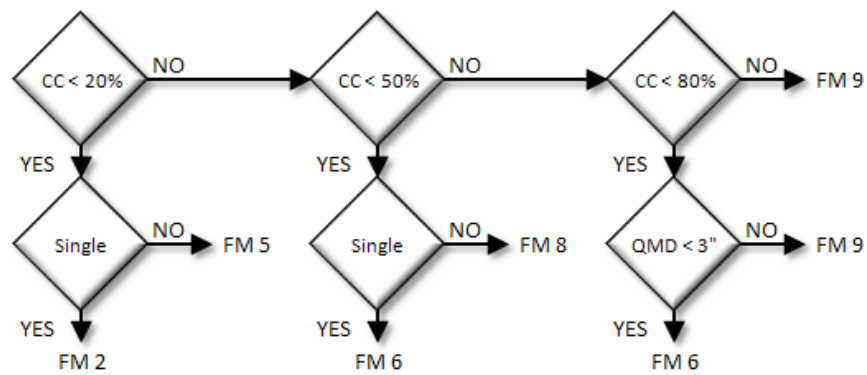 CC < 20%
NO
CC < 50%
NO
CC < 80%
NO
FM 9
YES
YES
YES
Single
NO
FM 5
Single
NO
FM 8
QMD < 3"
NO
FM 9
YES
YES
YES
FM 2
FM 6
FM 6